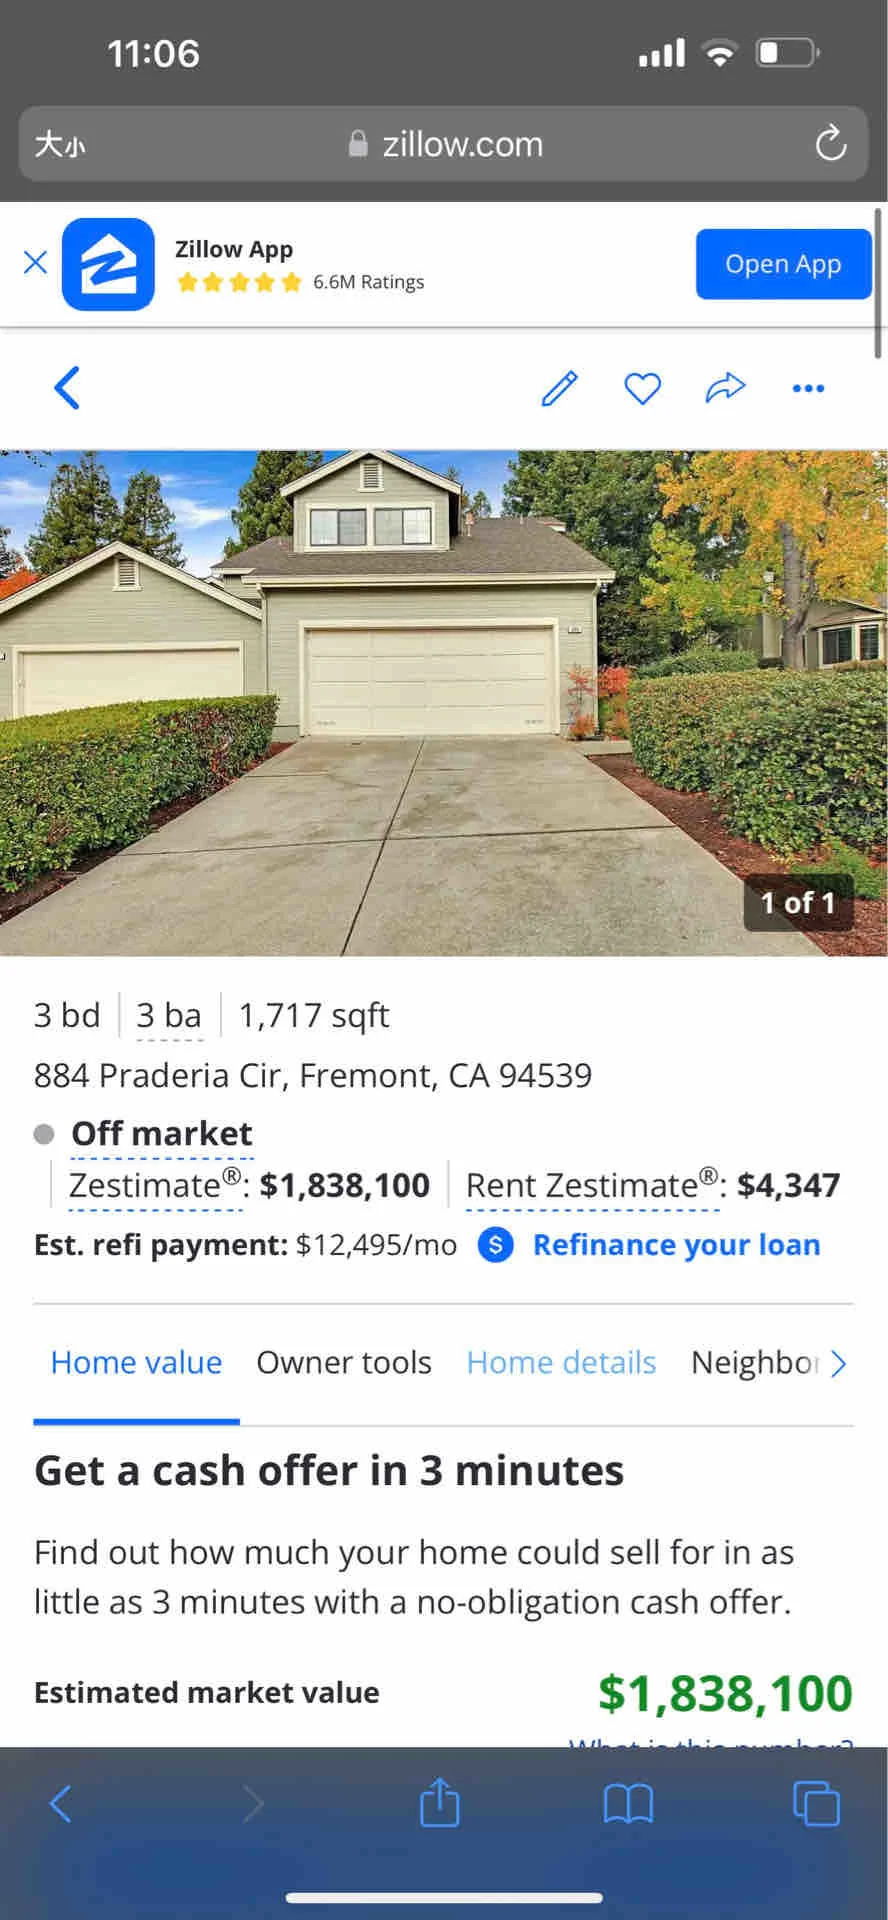 11:06
大小
zillow.com
Zillow App
6.6M Ratings
Open App
1 of 1
3 bd
3 ba
1,717 sqft
884 Praderia Cir, Fremont, CA 94539
Off market
Zestimate®: $1,838,100
Rent Zestimate®: $4,347
Est. refi payment: $12,495/mo
$ Refinance your loan
Home value
Owner tools
Home details
Neighbo
Get a cash offer in 3 minutes
Find out how much your home could sell for in as
little as 3 minutes with a no-obligation cash offer.
Estimated market value
$1,838,100
What is this number?